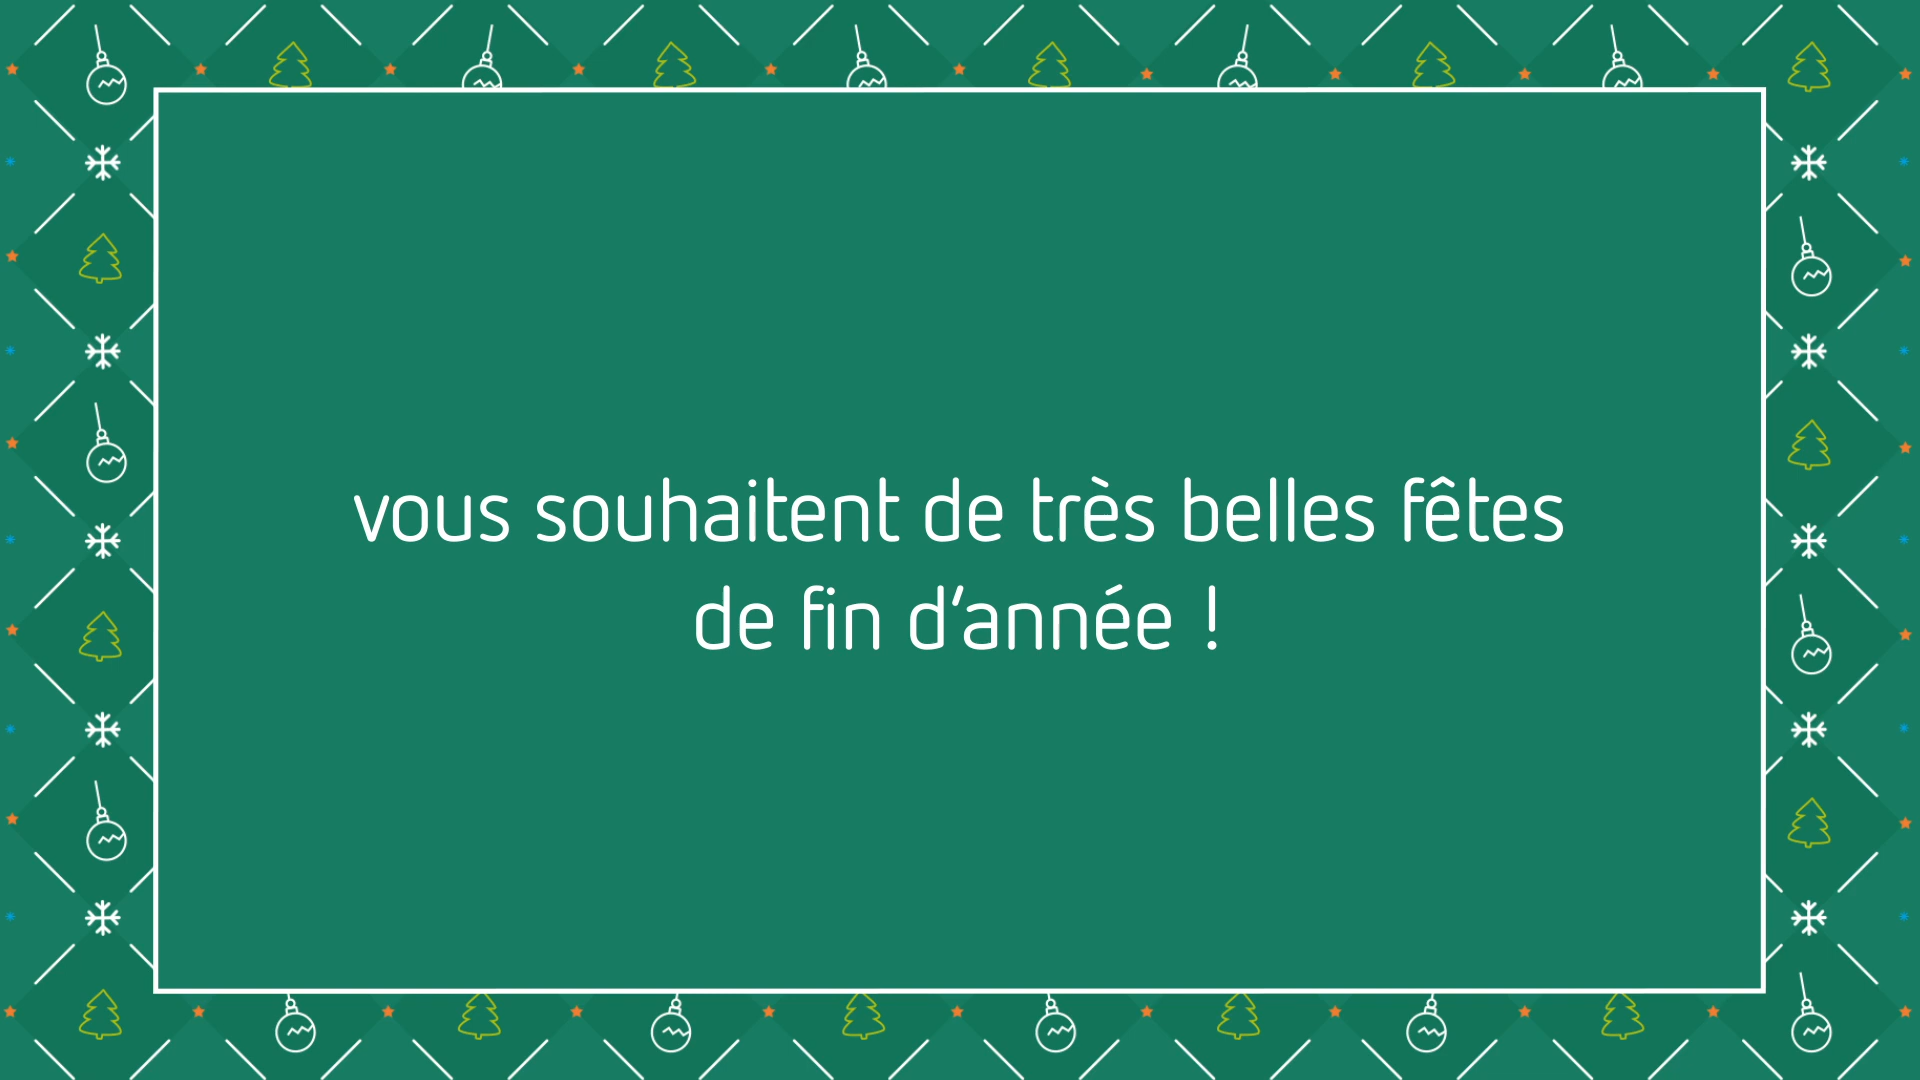 vous souhaitent de très belles fêtes
de fin d’année !